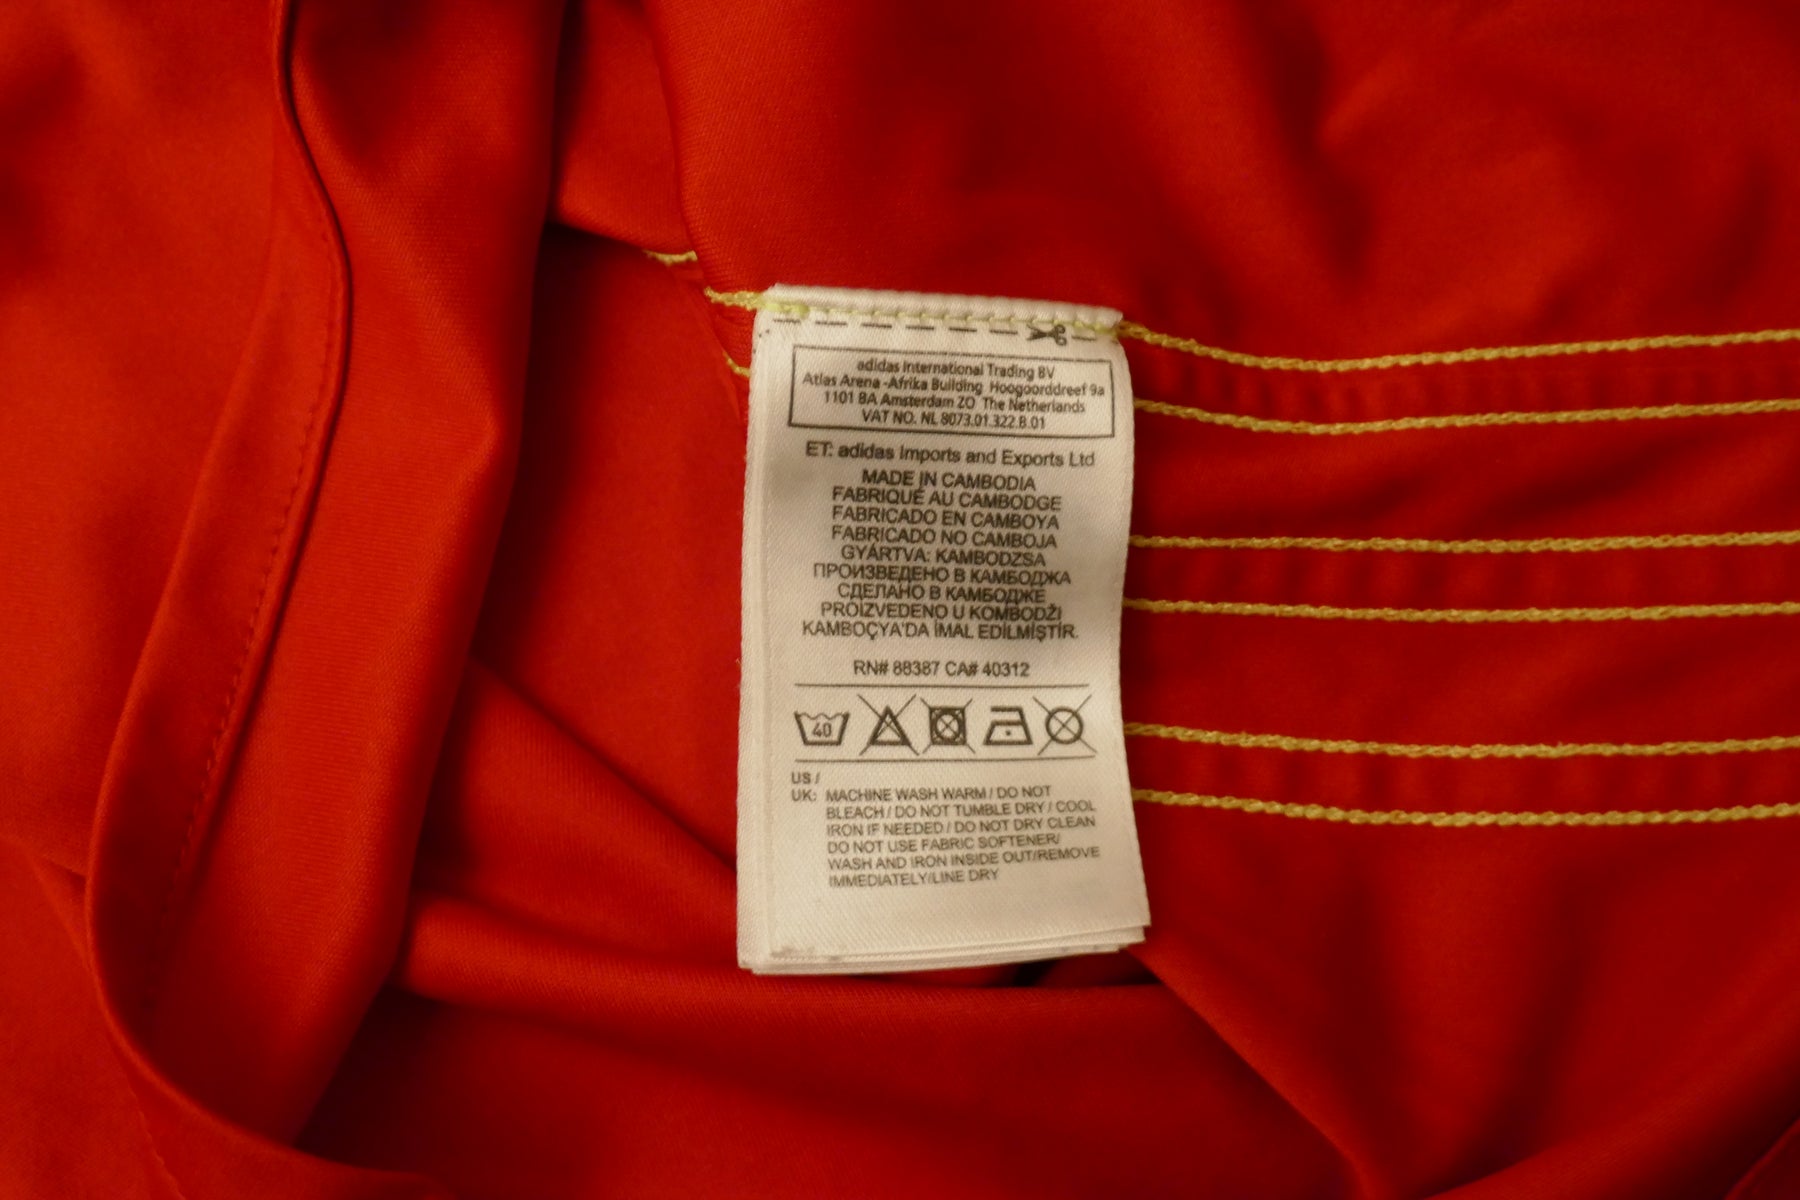 adidas International Trading BV
Atlas Arena -Afrika Building Hoogoorddreef 9a
1101 BA Amsterdam ZO The Netherlands
VAT NO. NL 8073.01.322.B.01
ET: adidas Imports and Exports Ltd
MADE IN CAMBODIA
FABRIQUÉ AU CAMBODGE
FABRICADO EN CAMBOYA
FABRICADO NO CAMBOJA
GYÁRTVA: KAMBODZSA
ПРОИЗВЕДЕНО В КАМБОДЖА
СДЕЛАНО В КАМБОДЖЕ
PROIZVEDENO U KOMBODŽI
KAMBOÇYA'DA İMAL EDİLMİŞTİR.
RN# 88387 CA# 40312
40
US /
UK: MACHINE WASH WARM / DO NOT
BLEACH / DO NOT TUMBLE DRY / COOL
IRON IF NEEDED / DO NOT DRY CLEAN
DO NOT USE FABRIC SOFTENER/
WASH AND IRON INSIDE OUT/REMOVE
IMMEDIATELY/LINE DRY